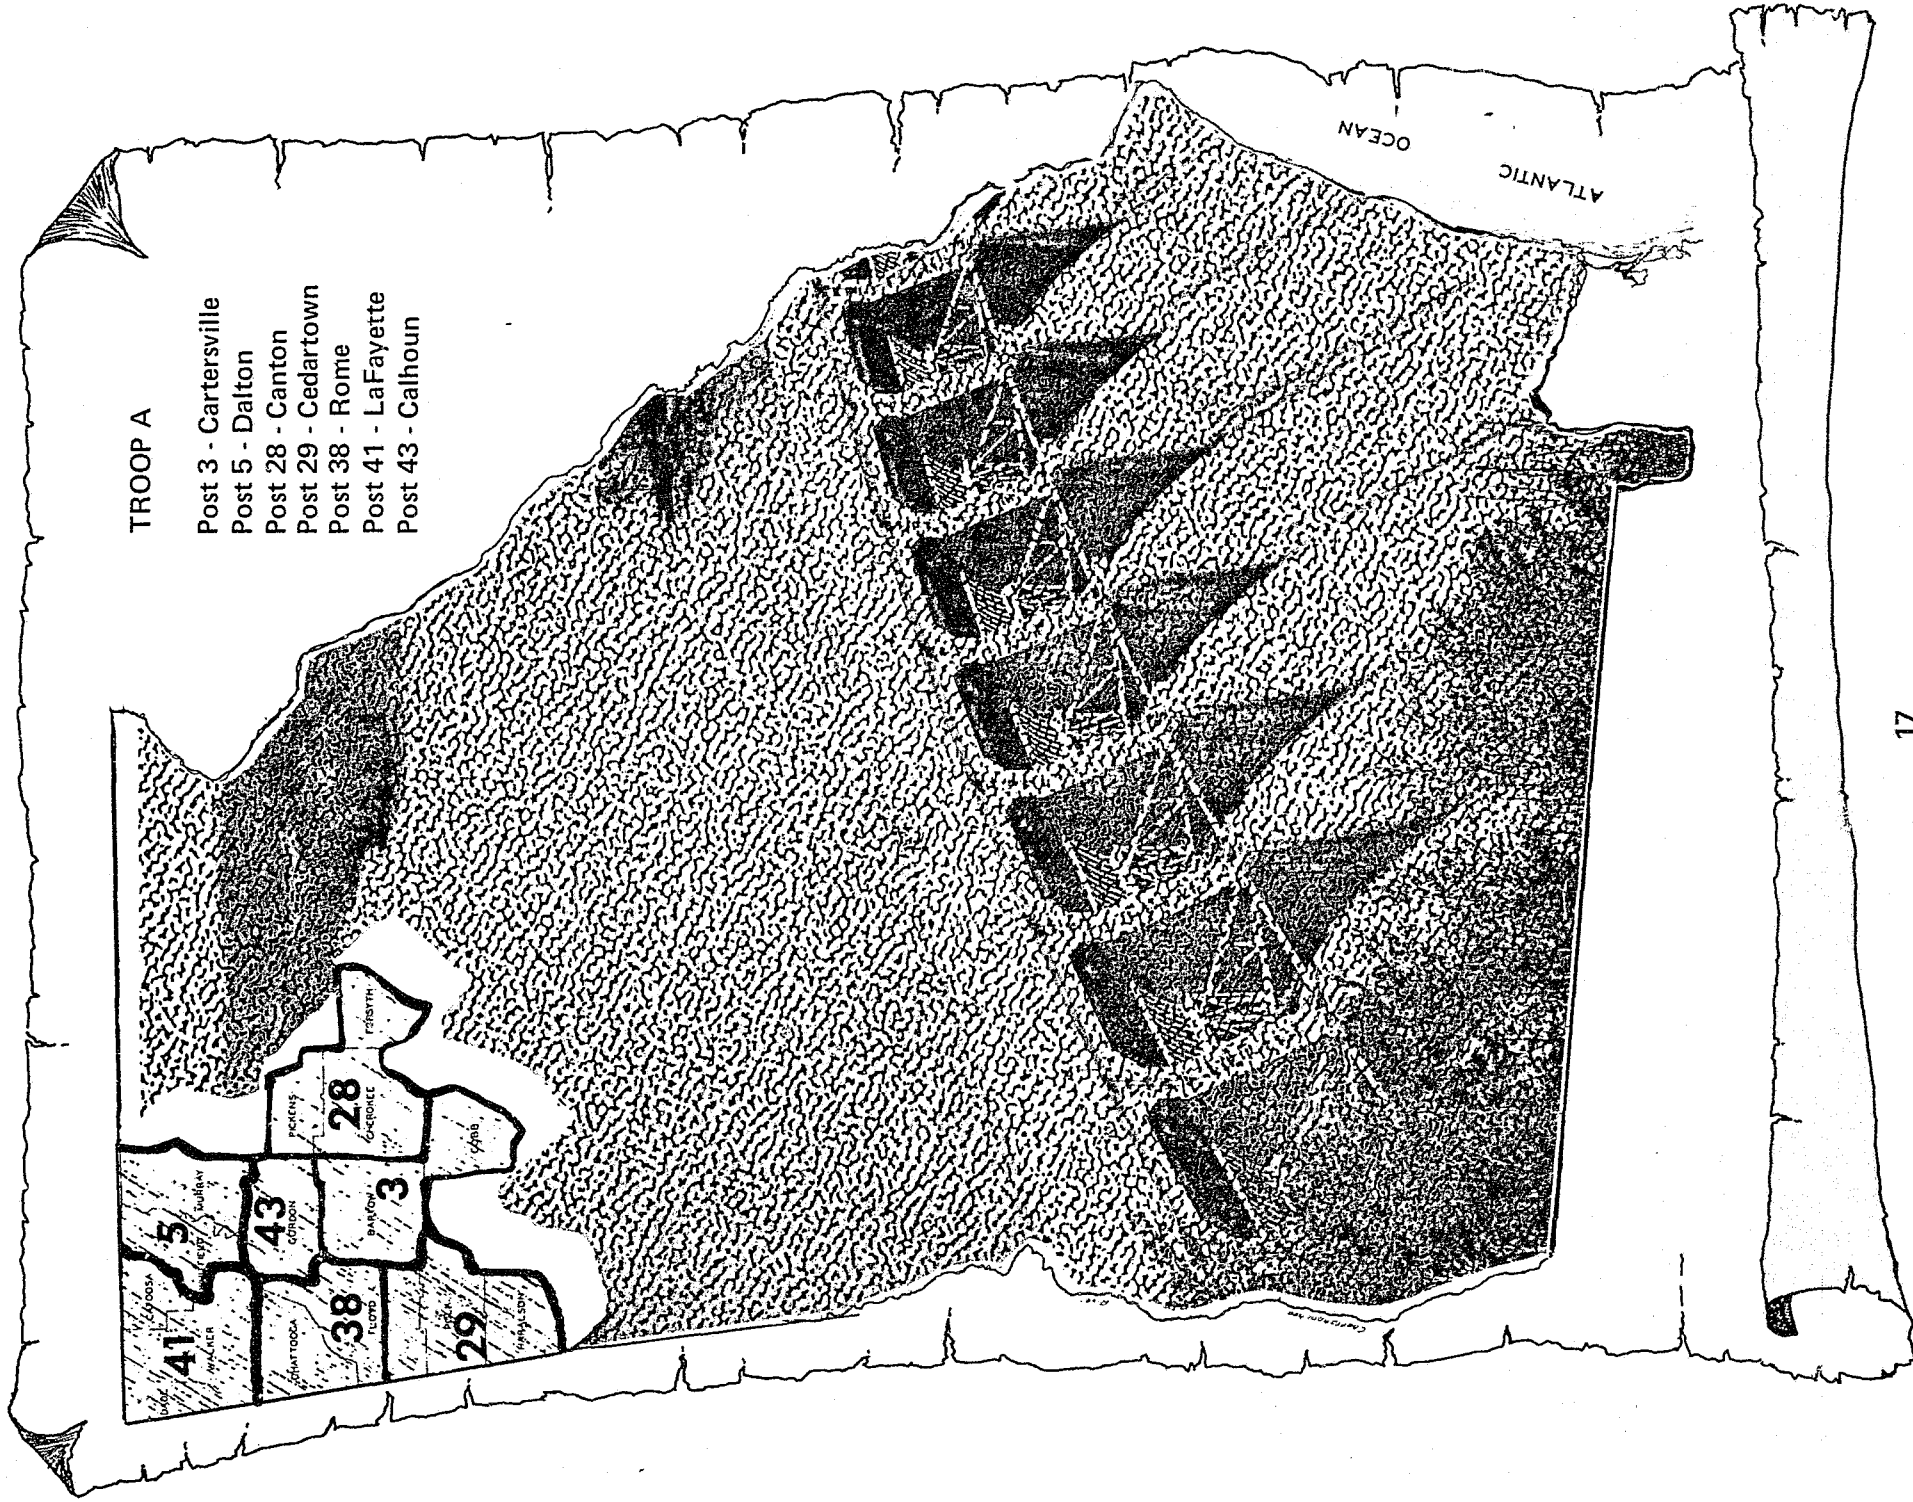 TROOP A
Post 3 - Cartersville
Post 5 - Dalton
Post 28 - Canton
Post 29 - Cedartown
Post 38 - Rome
Post 41 - LaFayette
Post 43 - Calhoun
DADE
CATOOSA
41
WALKER
5
MURRAY
43
GORDON
PICKENS
28
CHEROKEE
FORSYTH
CHATTOOGA
38
FLOYD
BARTOW
3
COBB
29
HARALSON
ATLANTIC
OCEAN
17